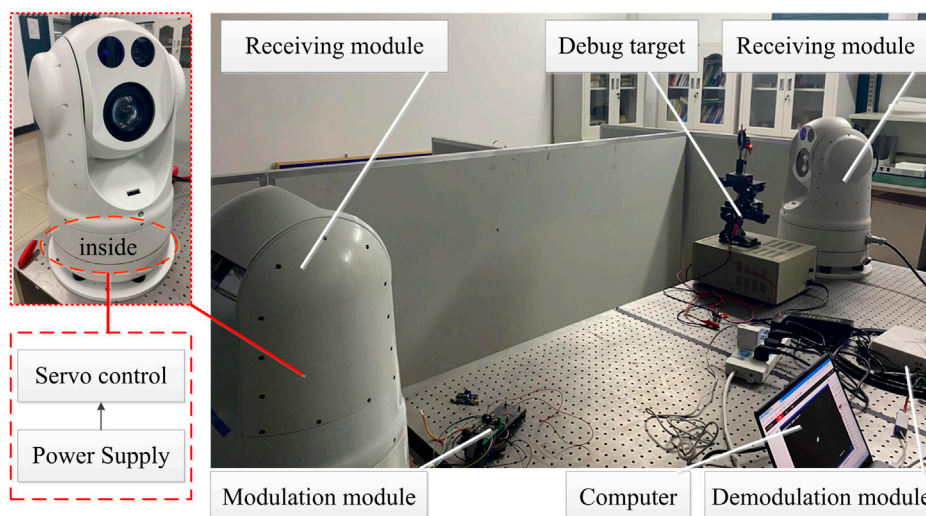 Receiving module
Debug target
Receiving module
inside
Servo control
Power Supply
Modulation module
Computer
Demodulation module